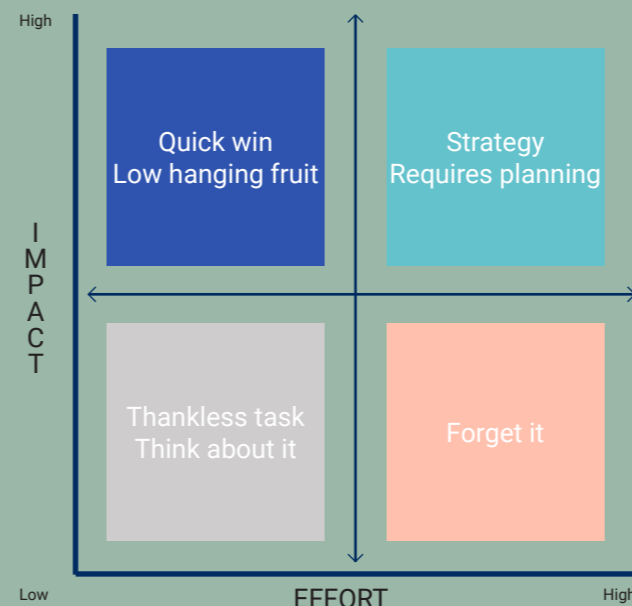 High
Quick win
Low hanging fruit
Strategy
Requires planning
IMPACT
Thankless task
Think about it
Forget it
Low
EFFORT
High